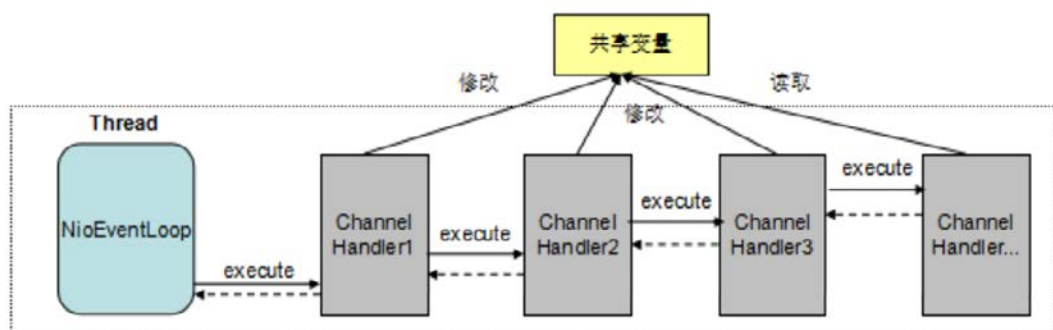 共享变量
修改
读取
修改
Thread
NioEventLoop
execute
Channel
Handler1
execute
Channel
Handler2
execute
Channel
Handler3
execute
Channel
Handler...